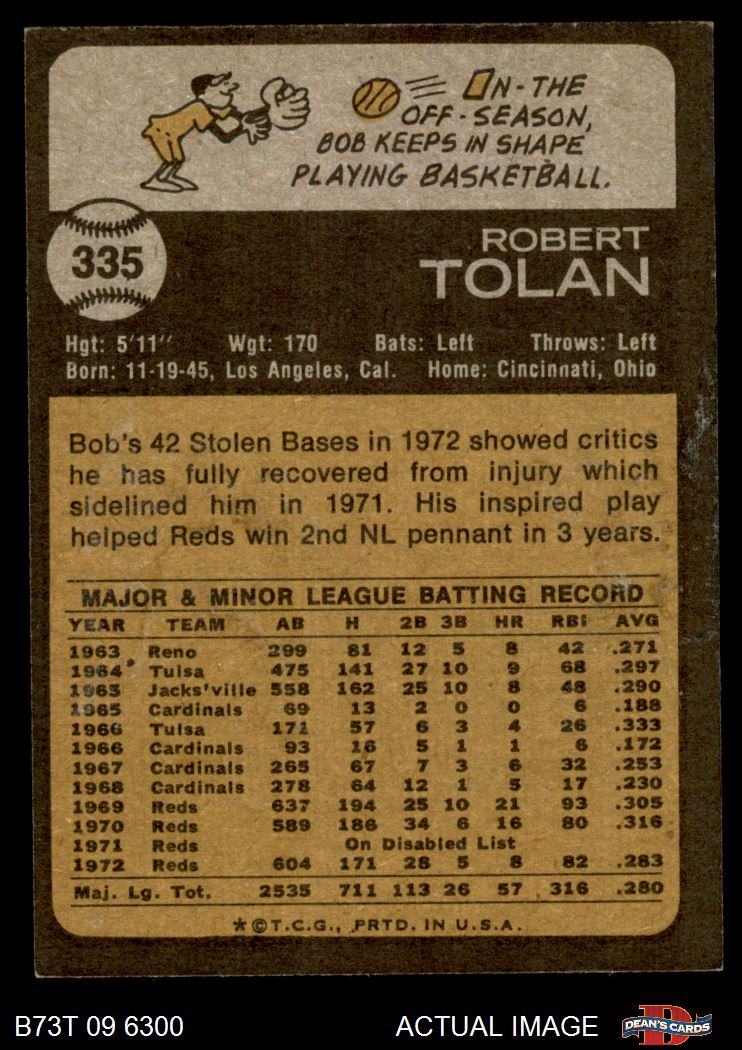 ON-THE
OFF-SEASON,
BOB KEEPS IN SHAPE
PLAYING BASKETBALL.
335
ROBERT
TOLAN
Hgt: 5'11" Wgt: 170 Bats: Left Throws: Left
Born: 11-19-45, Los Angeles, Cal. Home: Cincinnati, Ohio
Bob's 42 Stolen Bases in 1972 showed critics
he has fully recovered from injury which
sidelined him in 1971. His inspired play
helped Reds win 2nd NL pennant in 3 years.
MAJOR & MINOR LEAGUE BATTING RECORD
YEAR TEAM AB H 2B 3B HR RBI AVG
1963 Reno 299 81 12 5 8 42 .271
1964 Tulsa 475 141 27 10 9 68 .297
1965 Jacks'ville 558 162 25 10 8 48 .290
1965 Cardinals 69 13 2 0 0 6 .188
1966 Tulsa 171 57 6 3 4 26 .333
1966 Cardinals 93 16 5 1 1 6 .172
1967 Cardinals 265 67 7 3 6 32 .253
1968 Cardinals 278 64 12 1 5 17 .230
1969 Reds 637 194 25 10 21 93 .305
1970 Reds 589 186 34 6 16 80 .316
1971 Reds On Disabled List
1972 Reds 604 171 28 5 8 82 .283
Maj. Lg. Tot. 2535 711 113 26 57 316 .280
*©T.C.G., PRTD. IN U.S.A.
B73T 09 6300 ACTUAL IMAGE D DEAN'S CARDS